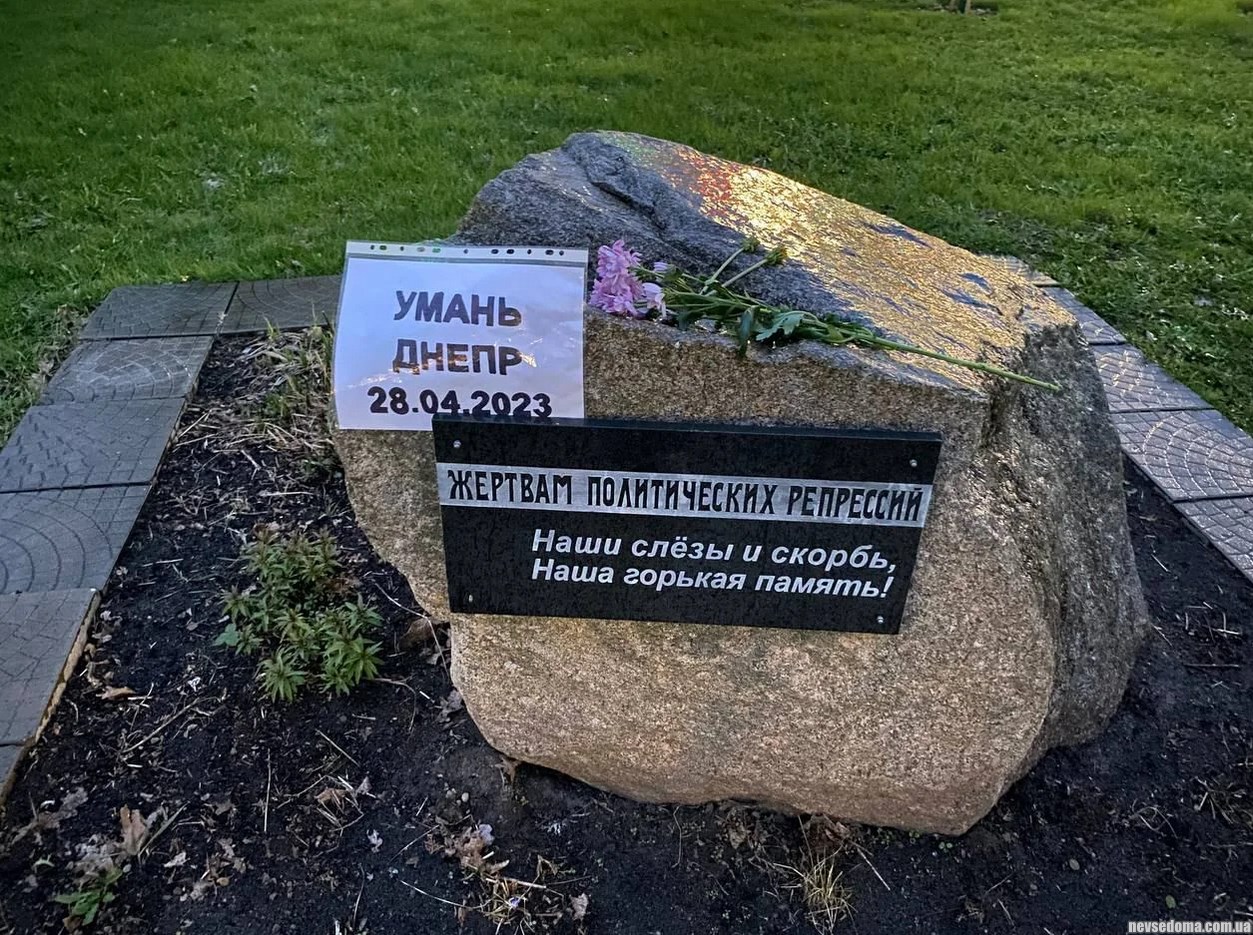 УМАНЬ
ДНЕПР
28.04.2023
ЖЕРТВАМ ПОЛИТИЧЕСКИХ РЕПРЕССИЙ
Наши слёзы и скорбь,
Наша горькая память!
nevsedoma.com.ua